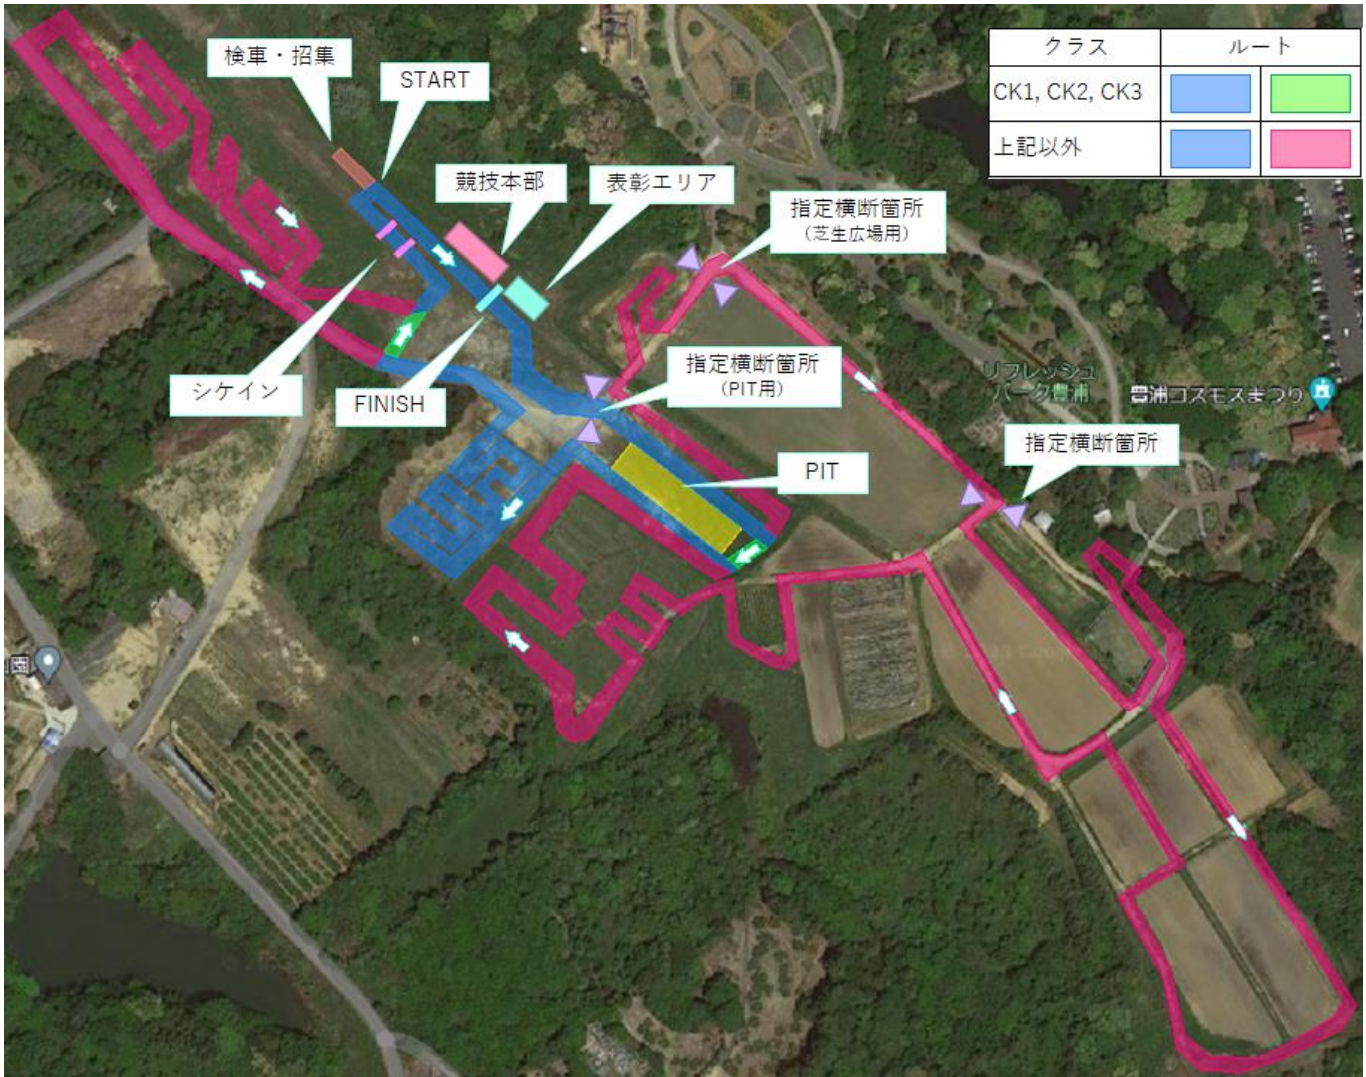 検車・招集
START
競技本部
表彰エリア
指定横断箇所
(芝生広場用)
クラス ルート
CK1, CK2, CK3
上記以外
指定横断箇所
(PIT用)
リフレッシュ
パーク豊浦
豊浦コスモスまつり
シケイン
FINISH
指定横断箇所
PIT
園